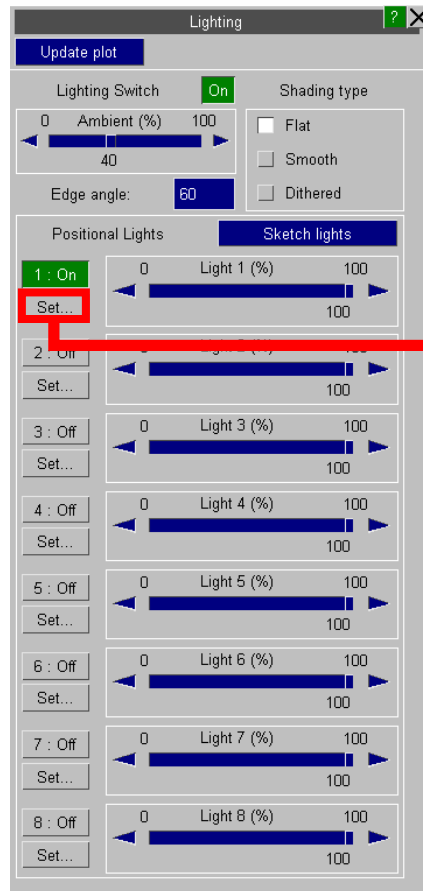 Lighting ? X
Update plot
Lighting Switch On Shading type
0 Ambient (%) 100 Flat
40 Smooth
Edge angle: 60 Dithered
Positional Lights Sketch lights
1 : On 0 Light 1 (%) 100
Set... 100
2 : Off
Set... 100
3 : Off 0 Light 3 (%) 100
Set... 100
4 : Off 0 Light 4 (%) 100
Set... 100
5 : Off 0 Light 5 (%) 100
Set... 100
6 : Off 0 Light 6 (%) 100
Set... 100
7 : Off 0 Light 7 (%) 100
Set... 100
8 : Off 0 Light 8 (%) 100
Set... 100